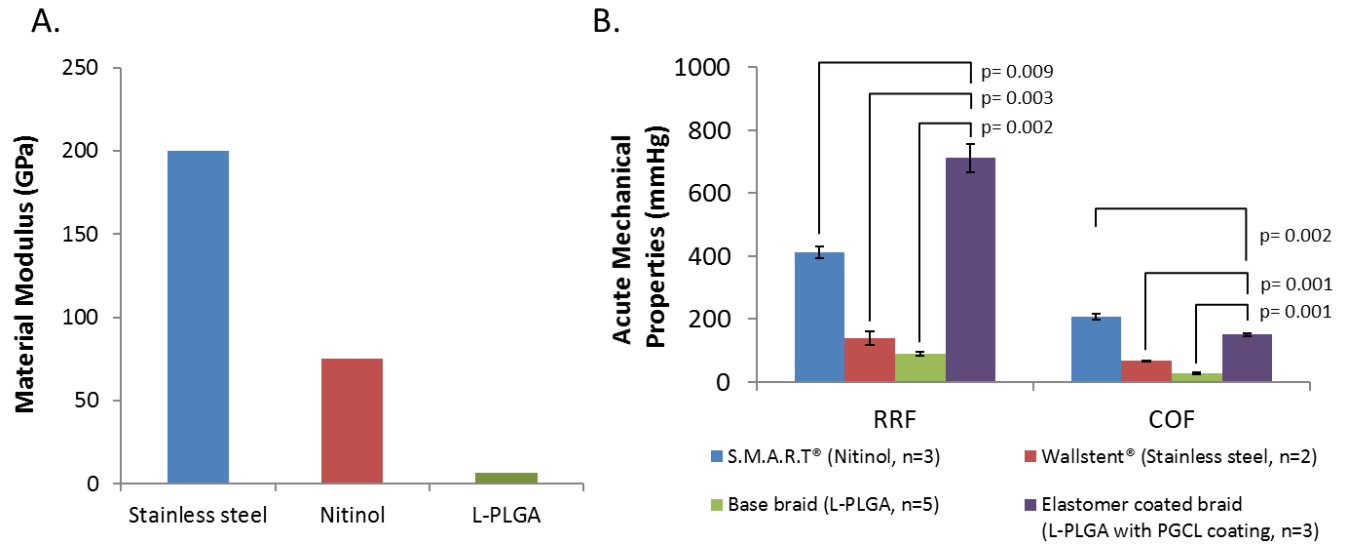 A.
Material Modulus (GPa)
250
200
150
100
50
0
Stainless steel
Nitinol
L-PLGA
B.
Acute Mechanical
Properties (mmHg)
1000
800
600
400
200
0
p= 0.009
p= 0.003
p= 0.002
p= 0.002
p= 0.001
p= 0.001
RRF
COF
S.M.A.R.T® (Nitinol, n=3)
Wallstent® (Stainless steel, n=2)
Base braid (L-PLGA, n=5)
Elastomer coated braid
(L-PLGA with PGCL coating, n=3)